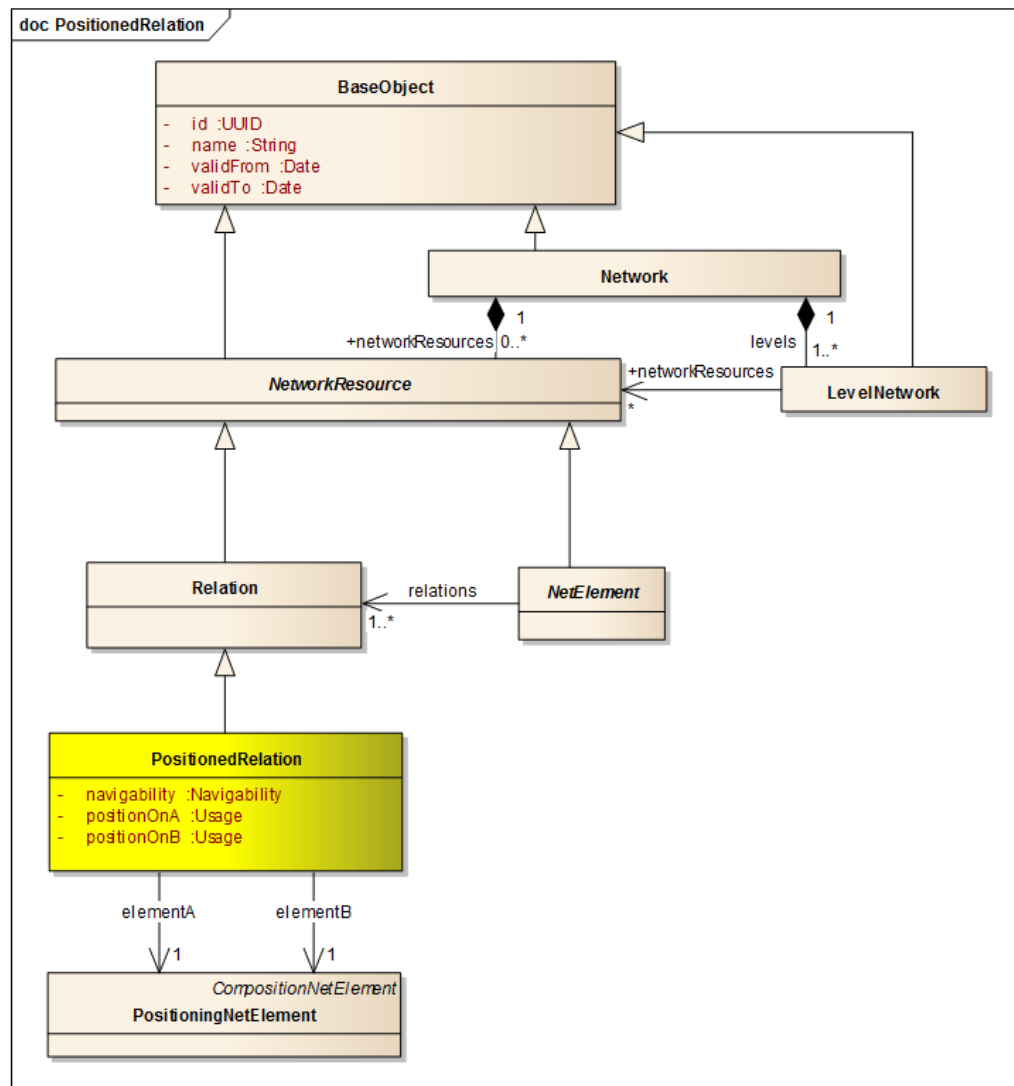 doc PositionedRelation
BaseObject
- id :UUID
- name :String
- validFrom :Date
- validTo :Date
Network
1
1
+networkResources 0..*
levels
1..*
NetworkResource
+networkResources
*
LevelNetwork
Relation
relations
1..*
NetElement
PositionedRelation
- navigability :Navigability
- positionOnA :Usage
- positionOnB :Usage
elementA
elementB
1
1
CompositionNetElement
PositioningNetElement